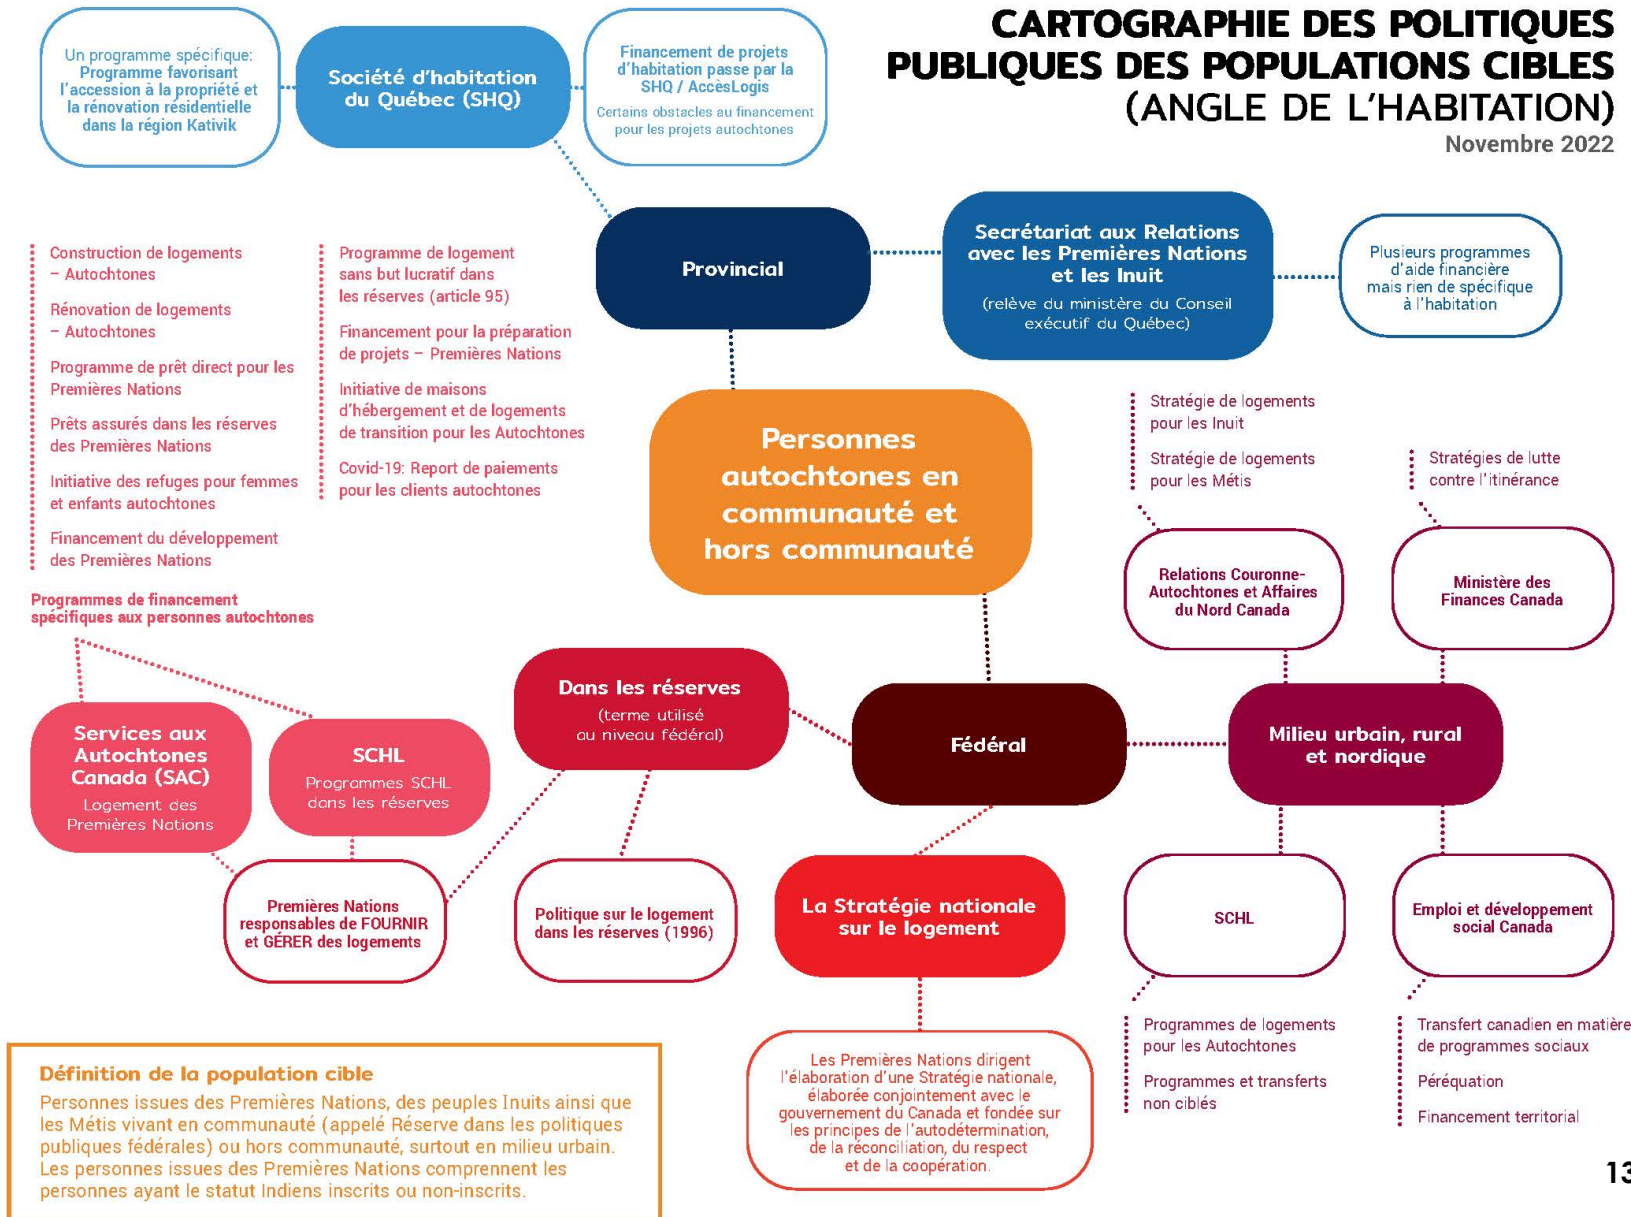 CARTOGRAPHIE DES POLITIQUES
PUBLIQUES DES POPULATIONS CIBLES
(ANGLE DE L'HABITATION)
Novembre 2022
Un programme spécifique:
Programme favorisant
l'accession à la propriété et
la rénovation résidentielle
dans la région Kativik
Société d'habitation
du Québec (SHQ)
Financement de projets
d'habitation passe par la
SHQ / AccèsLogis
Certains obstacles au financement
pour les projets autochtones
Provincial
Secrétariat aux Relations
avec les Premières Nations
et les Inuit
(relève du ministère du Conseil
exécutif du Québec)
Plusieurs programmes
d'aide financière
mais rien de spécifique
à l'habitation
Construction de logements
– Autochtones
Rénovation de logements
– Autochtones
Programme de prêt direct pour les
Premières Nations
Prêts assurés dans les réserves
des Premières Nations
Initiative des refuges pour femmes
et enfants autochtones
Financement du développement
des Premières Nations
Programme de logement
sans but lucratif dans
les réserves (article 95)
Financement pour la préparation
de projets – Premières Nations
Initiative de maisons
d'hébergement et de logements
de transition pour les Autochtones
Covid-19: Report de paiements
pour les clients autochtones
Programmes de financement
spécifiques aux personnes autochtones
Personnes
autochtones en
communauté et
hors communauté
Stratégie de logements
pour les Inuit
Stratégie de logements
pour les Métis
Stratégies de lutte
contre l'itinérance
Relations Couronne-
Autochtones et Affaires
du Nord Canada
Ministère des
Finances Canada
Services aux
Autochtones
Canada (SAC)
Logement des
Premières Nations
SCHL
Programmes SCHL
dans les réserves
Dans les réserves
(terme utilisé
au niveau fédéral)
Fédéral
Milieu urbain, rural
et nordique
Premières Nations
responsables de FOURNIR
et GÉRER des logements
Politique sur le logement
dans les réserves (1996)
La Stratégie nationale
sur le logement
SCHL
Emploi et développement
social Canada
Les Premières Nations dirigent
l'élaboration d'une Stratégie nationale,
élaborée conjointement avec le
gouvernement du Canada et fondée sur
les principes de l'autodétermination,
de la réconciliation, du respect
et de la coopération.
Programmes de logements
pour les Autochtones
Programmes et transferts
non ciblés
Transfert canadien en matière
de programmes sociaux
Péréquation
Financement territorial
Définition de la population cible
Personnes issues des Premières Nations, des peuples Inuits ainsi que
les Métis vivant en communauté (appelé Réserve dans les politiques
publiques fédérales) ou hors communauté, surtout en milieu urbain.
Les personnes issues des Premières Nations comprennent les
personnes ayant le statut Indiens inscrits ou non-inscrits.
13